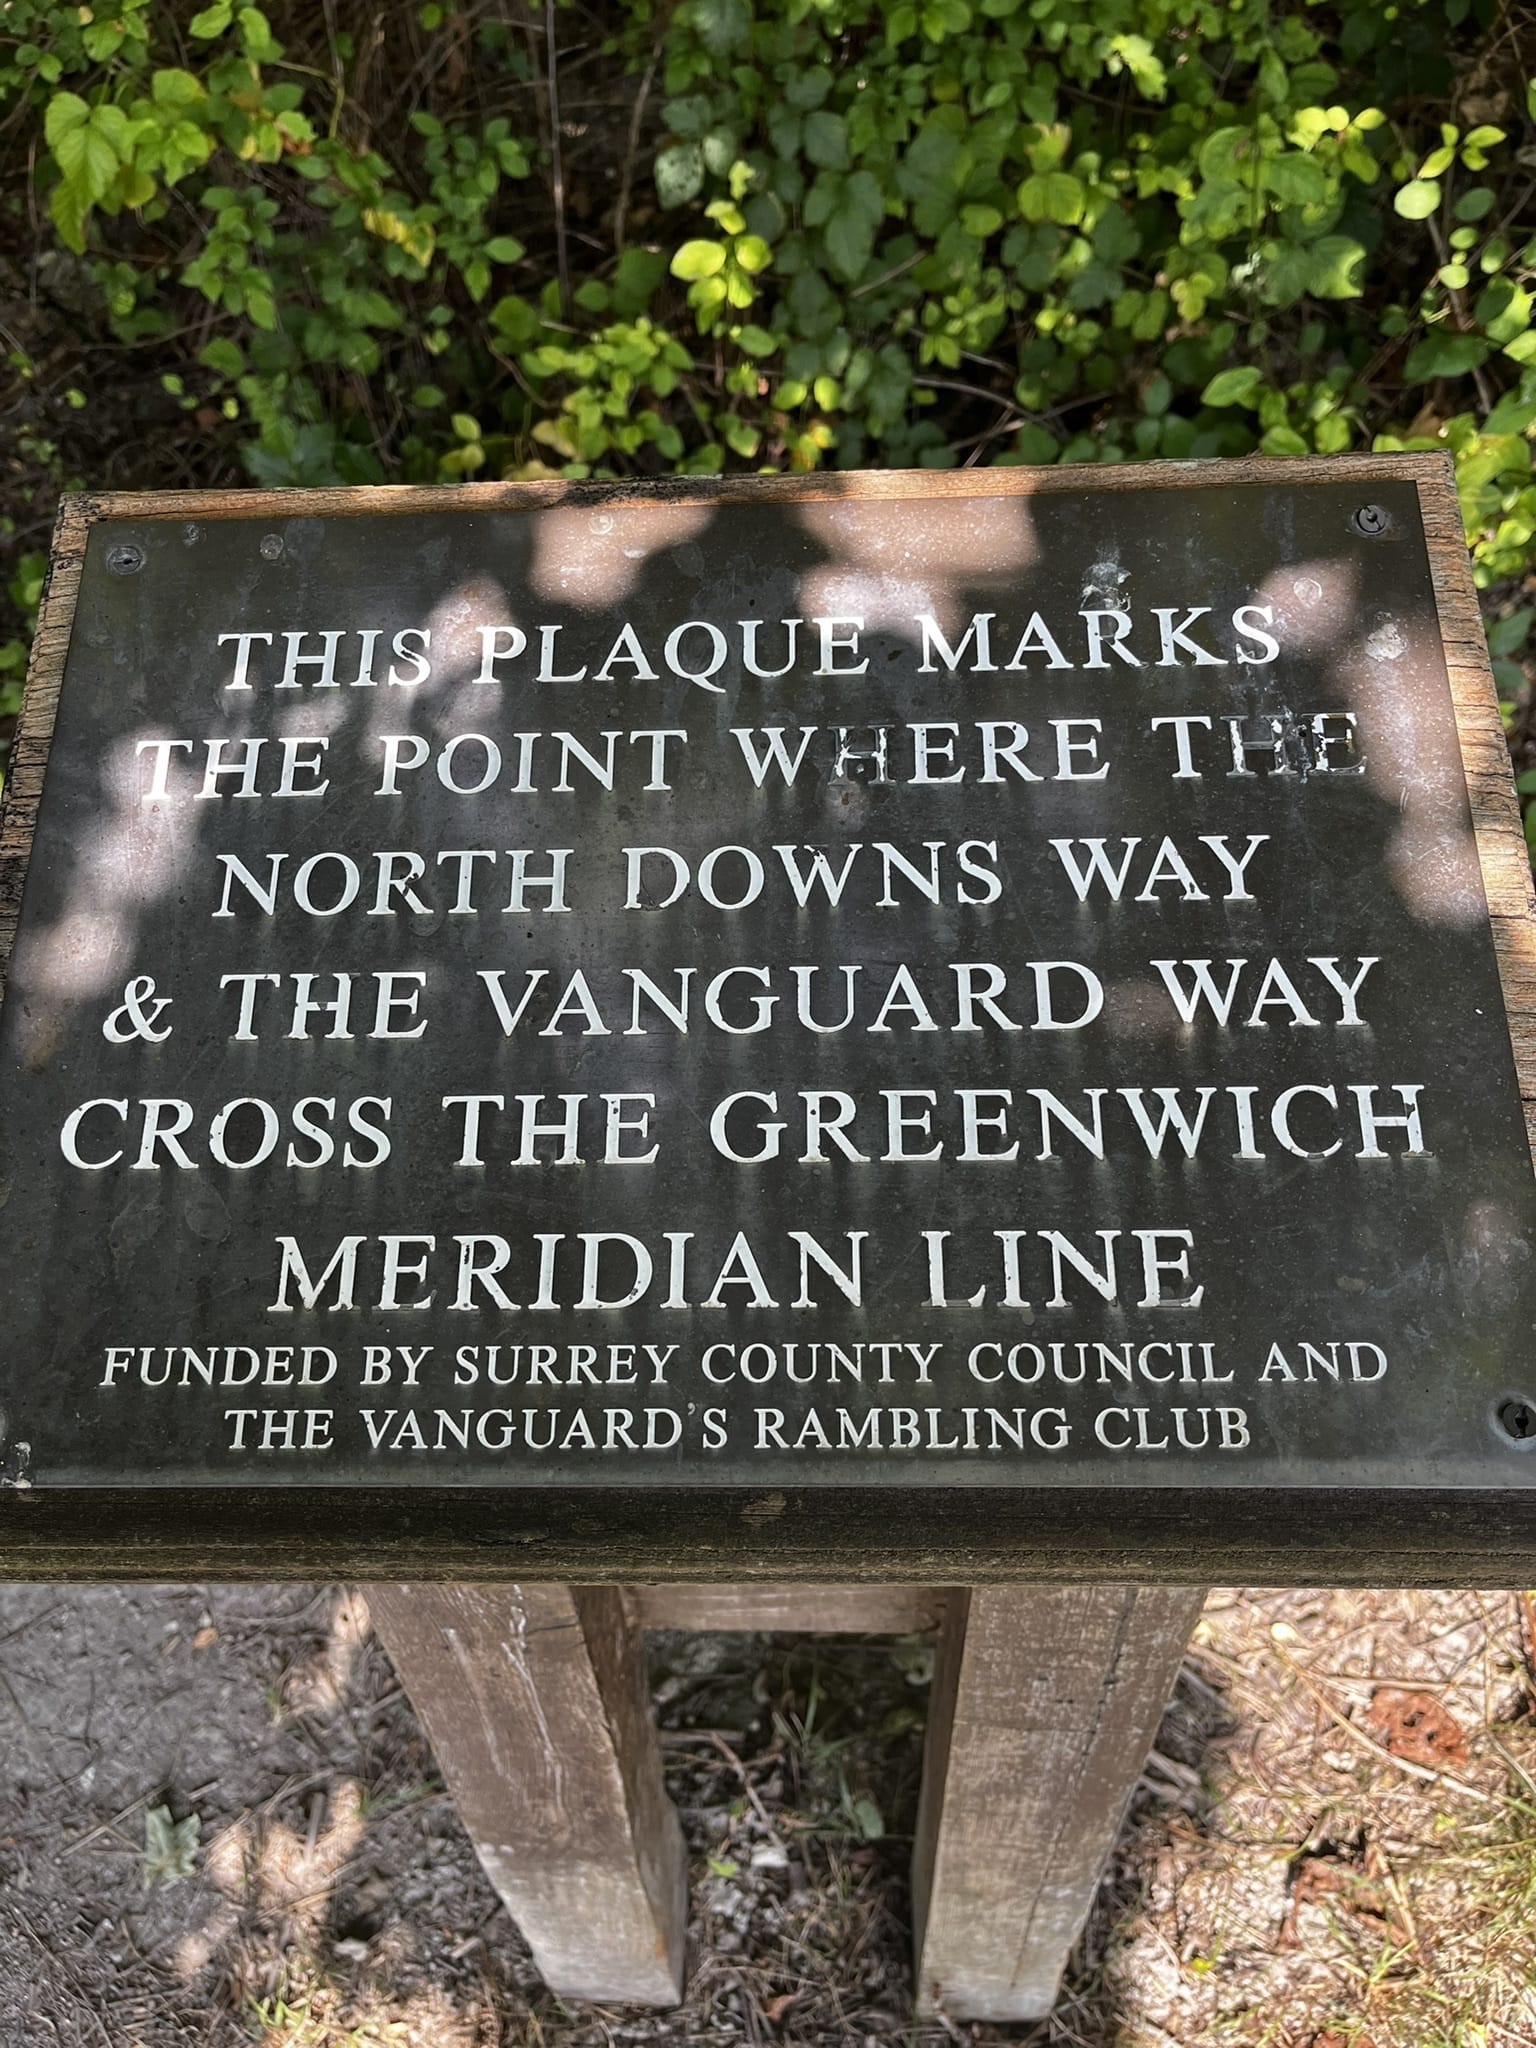 THIS PLAQUE MARKS
THE POINT WHERE THE
NORTH DOWNS WAY
& THE VANGUARD WAY
CROSS THE GREENWICH
MERIDIAN LINE
FUNDED BY SURREY COUNTY COUNCIL AND
THE VANGUARD'S RAMBLING CLUB